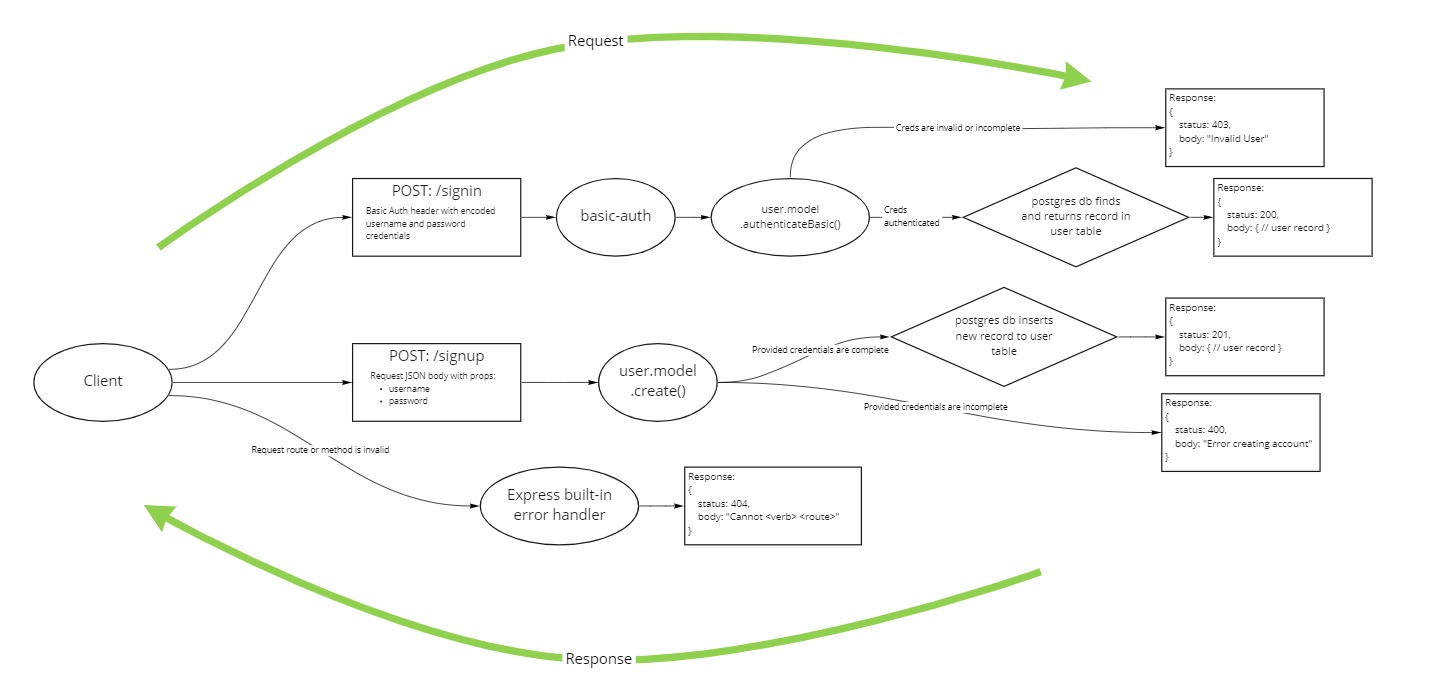 Request
Response:
{
status: 403,
body: "Invalid User"
}
Creds are invalid or incomplete
POST: /signin
Basic Auth header with encoded
username and password
credentials
basic-auth
user.model
.authenticateBasic()
Creds
authenticated
postgres db finds
and returns record in
user table
Response:
{
status: 200,
body: { // user record }
}
Client
POST: /signup
Request JSON body with props:
• username
• password
user.model
.create()
Provided credentials are complete
postgres db inserts
new record to user
table
Response:
{
status: 201,
body: { // user record }
}
Provided credentials are incomplete
Response:
{
status: 400,
body: "Error creating account"
}
Request route or method is invalid
Express built-in
error handler
Response:
{
status: 404,
body: "Cannot <verb> <route>"
}
Response